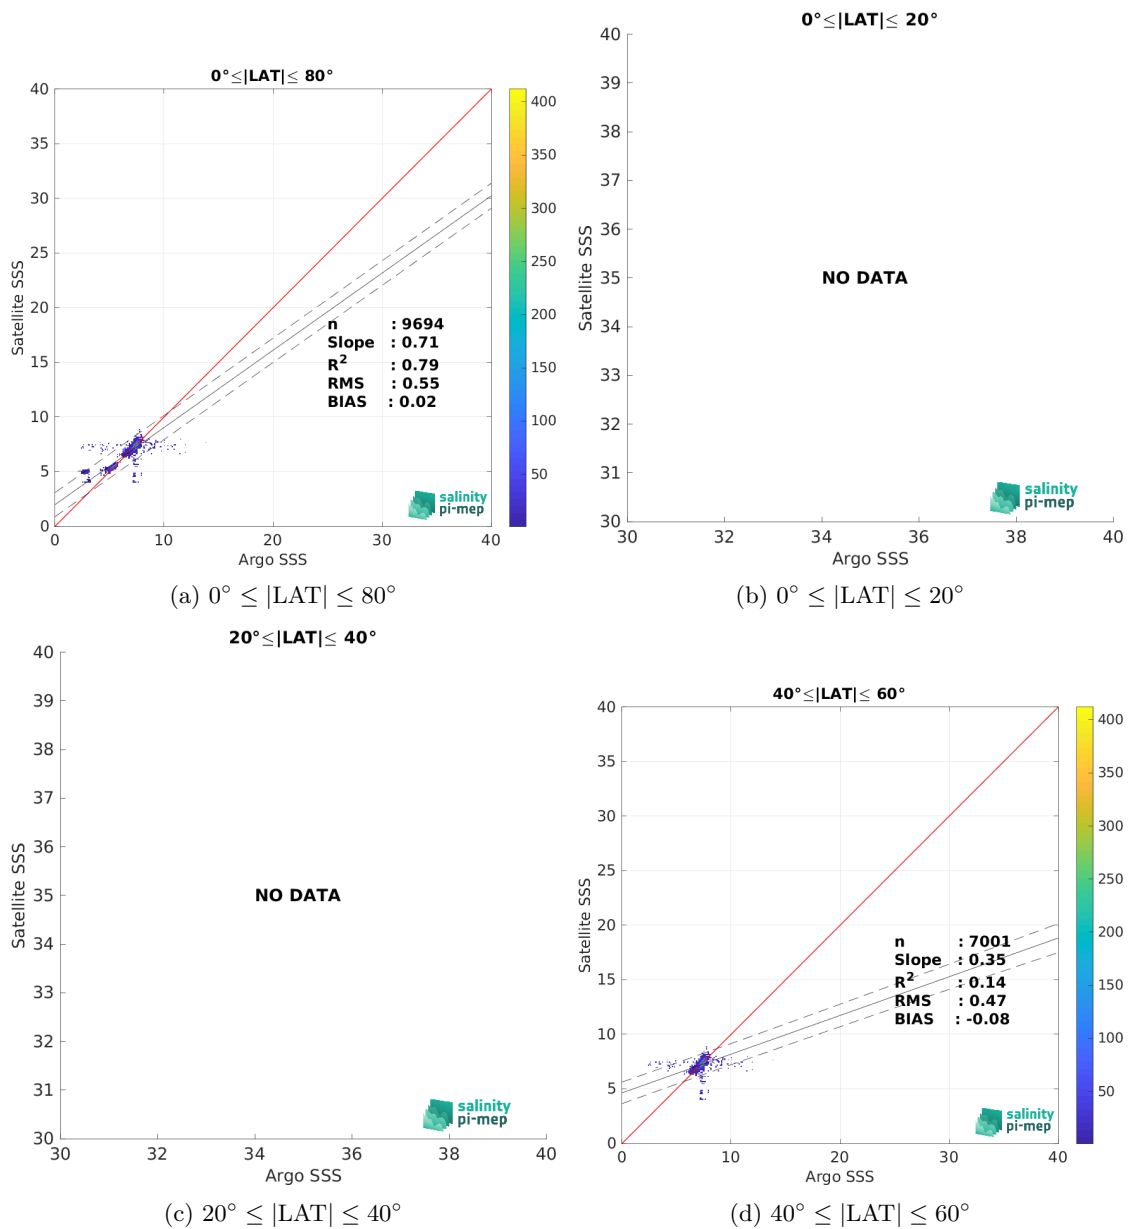 0°≤|LAT|≤ 80°
40
35
30
25
20
15
10
5
0
0
10
20
30
40
Satellite SSS
Argo SSS
n : 9694
Slope : 0.71
R² : 0.79
RMS : 0.55
BIAS : 0.02
salinity
pi-mep
400
350
300
250
200
150
100
50
(a) 0° ≤ |LAT| ≤ 80°
0°≤|LAT|≤ 20°
40
39
38
37
36
35
34
33
32
31
30
30
32
34
36
38
40
Satellite SSS
Argo SSS
NO DATA
salinity
pi-mep
(b) 0° ≤ |LAT| ≤ 20°
20°≤|LAT|≤ 40°
40
39
38
37
36
35
34
33
32
31
30
30
32
34
36
38
40
Satellite SSS
Argo SSS
NO DATA
salinity
pi-mep
(c) 20° ≤ |LAT| ≤ 40°
40°≤|LAT|≤ 60°
40
35
30
25
20
15
10
5
0
0
10
20
30
40
Satellite SSS
Argo SSS
n : 7001
Slope : 0.35
R² : 0.14
RMS : 0.47
BIAS : -0.08
salinity
pi-mep
400
350
300
250
200
150
100
50
(d) 40° ≤ |LAT| ≤ 60°